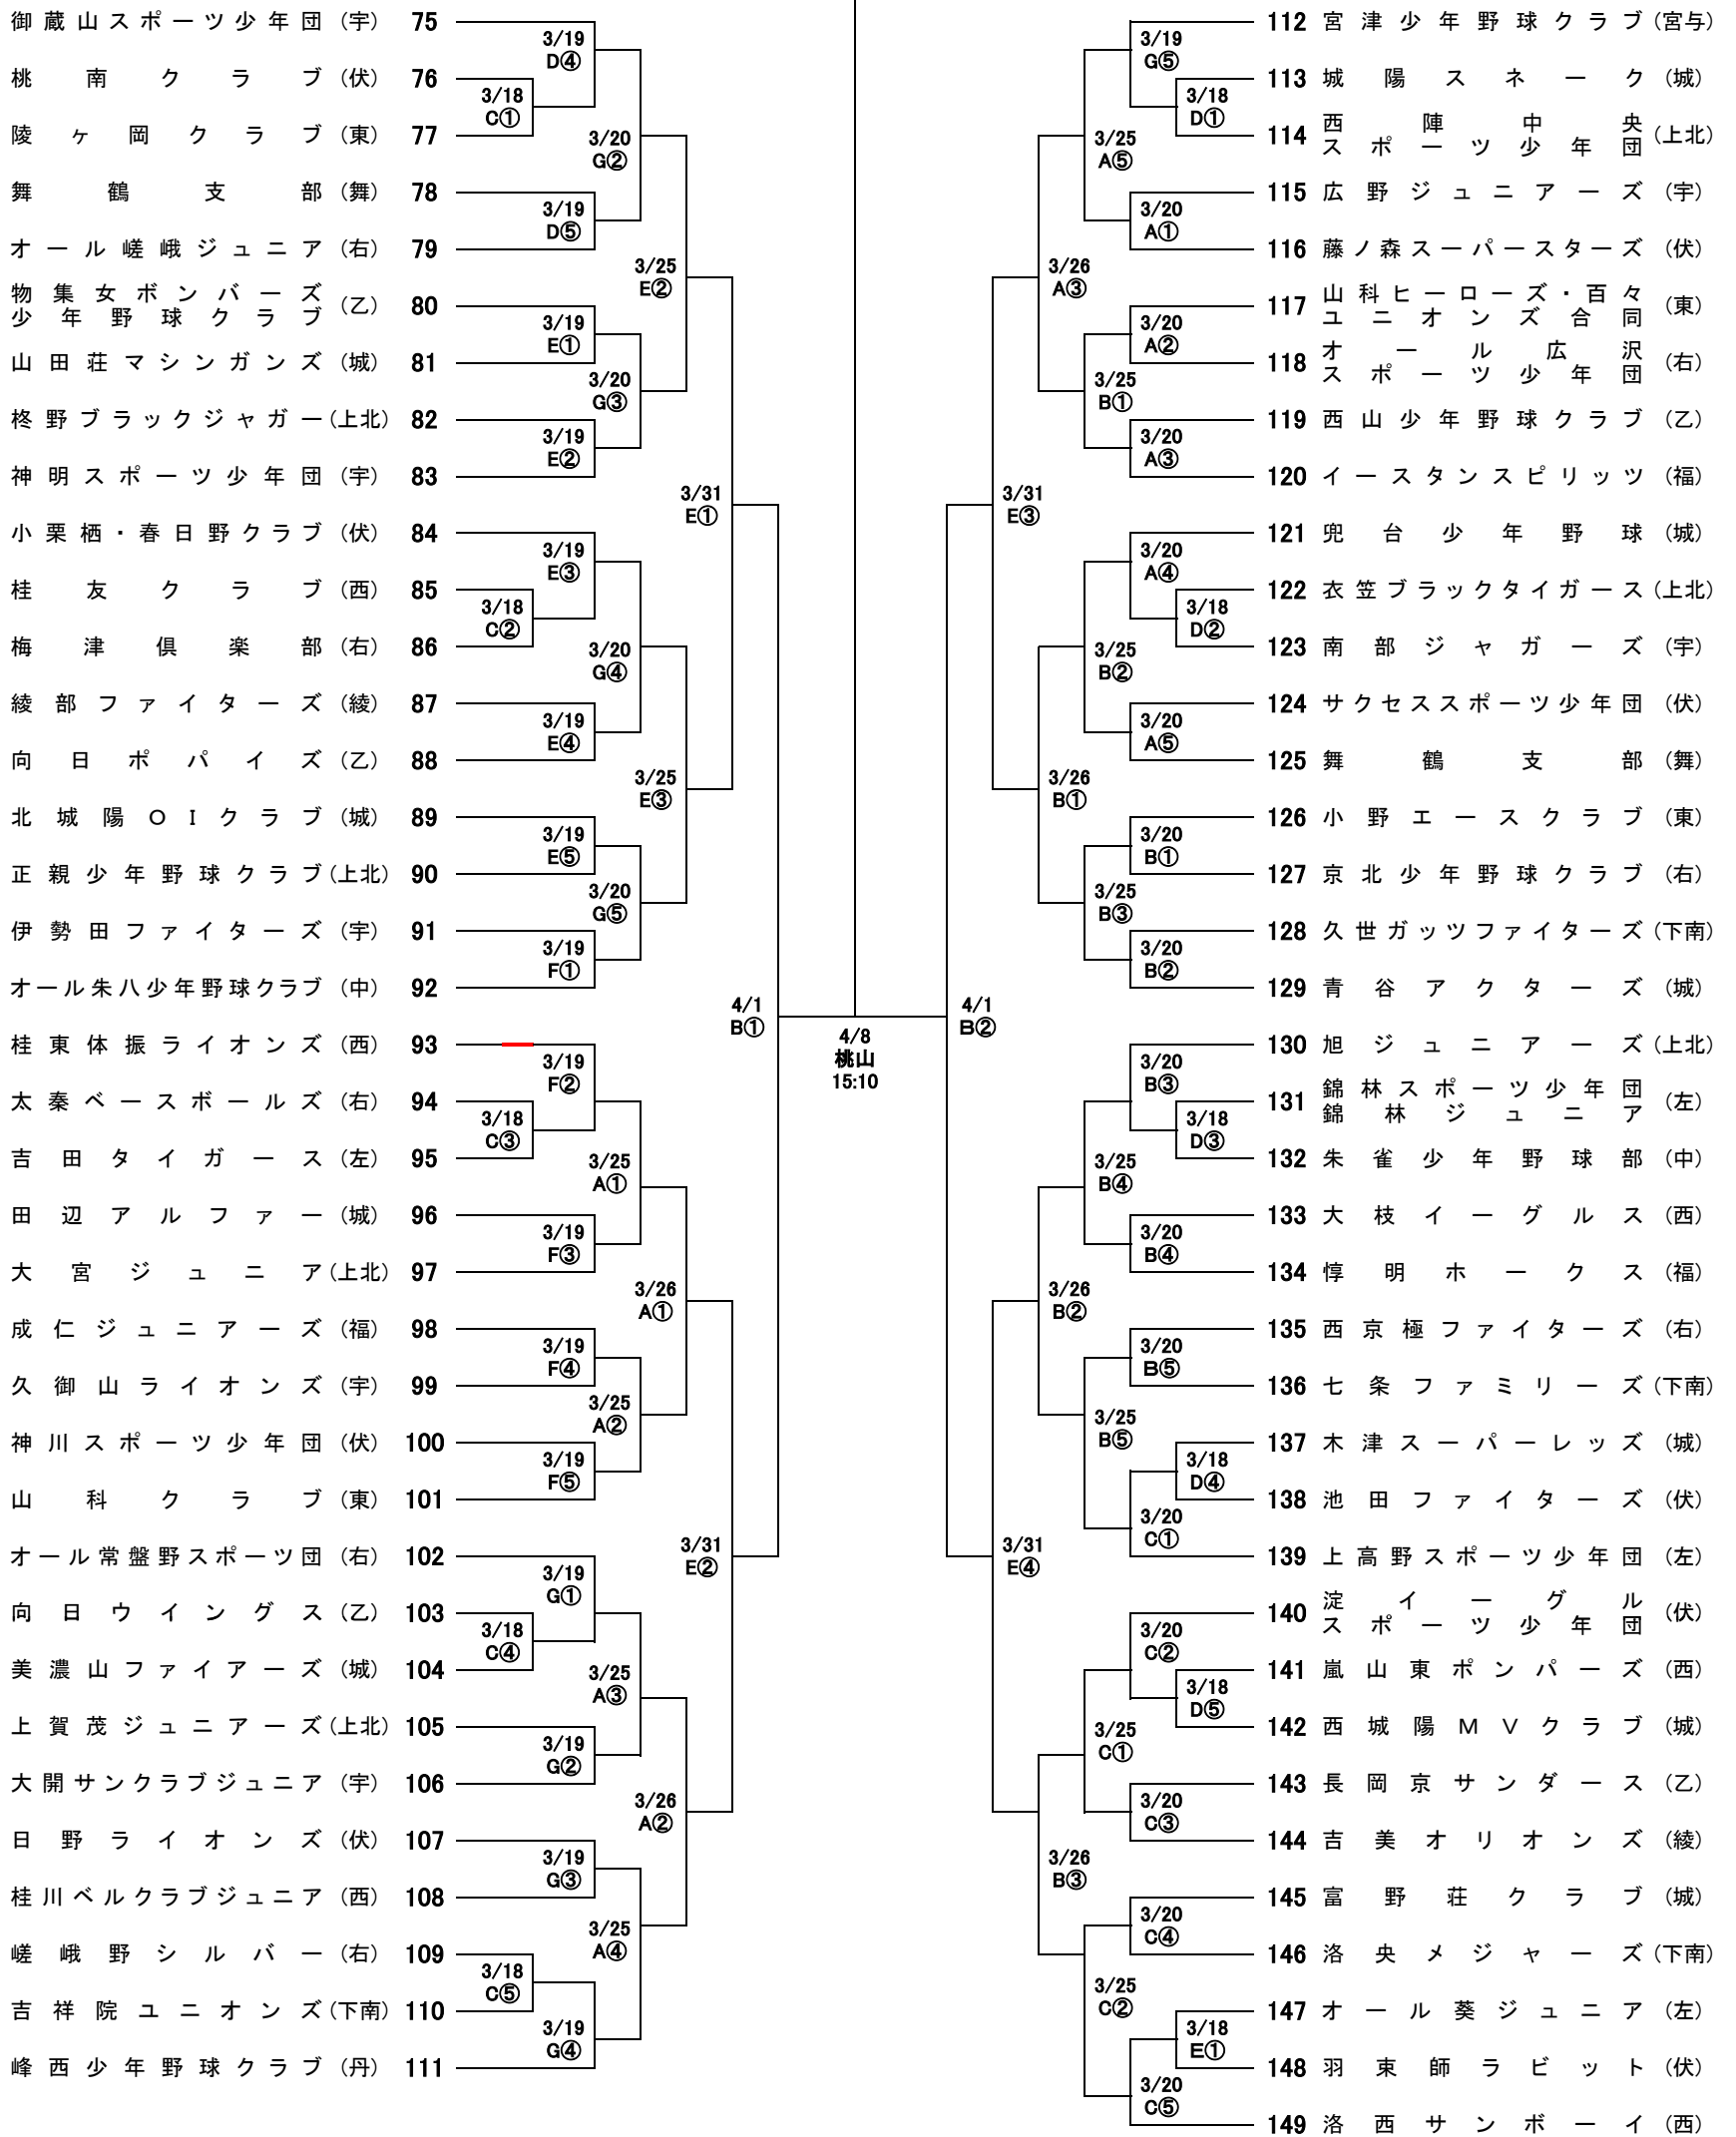 御蔵山スポーツ少年団 (宇) 75
桃南クラブ (伏) 76
陵ヶ岡クラブ (東) 77
舞鶴支部 (舞) 78
オール嵯峨ジュニア (右) 79
物集女ボンバーズ
少年野球クラブ (乙) 80
山田荘マシンガンズ (城) 81
柊野ブラックジャガー (上北) 82
神明スポーツ少年団 (宇) 83
小栗栖・春日野クラブ (伏) 84
桂友クラブ (西) 85
梅津倶楽部 (右) 86
綾部ファイターズ (綾) 87
向日ポパイズ (乙) 88
北城陽OIクラブ (城) 89
正親少年野球クラブ (上北) 90
伊勢田ファイターズ (宇) 91
オール朱八少年野球クラブ (中) 92
桂東体振ライオンズ (西) 93
太秦ベースボールズ (右) 94
吉田タイガース (左) 95
田辺アルファー (城) 96
大宮ジュニア (上北) 97
成仁ジュニアーズ (福) 98
久御山ライオンズ (宇) 99
神川スポーツ少年団 (伏) 100
山科クラブ (東) 101
オール常盤野スポーツ団 (右) 102
向日ウイングス (乙) 103
美濃山ファイアーズ (城) 104
上賀茂ジュニアーズ (上北) 105
大開サンクラブジュニア (宇) 106
日野ライオンズ (伏) 107
桂川ベルクラブジュニア (西) 108
嵯峨野シルバー (右) 109
吉祥院ユニオンズ (下南) 110
峰西少年野球クラブ (丹) 111
3/18
C①
3/18
C②
3/18
C③
3/18
C④
3/18
C⑤
3/19
D④
3/19
D⑤
3/19
E①
3/19
E②
3/19
E③
3/19
E④
3/19
E⑤
3/19
F①
3/19
F②
3/19
F③
3/19
F④
3/19
F⑤
3/19
G①
3/19
G②
3/19
G③
3/19
G④
3/20
G②
3/20
G③
3/20
G④
3/20
G⑤
3/25
A①
3/25
A②
3/25
A③
3/25
A④
3/25
E②
3/25
E③
3/26
A①
3/26
A②
3/31
E①
3/31
E②
4/1
B①
4/8
桃山
15:10
4/1
B②
3/31
E③
3/31
E④
3/26
A③
3/26
B①
3/26
B②
3/26
B③
3/25
A⑤
3/25
B①
3/25
B②
3/25
B③
3/25
B④
3/25
B⑤
3/25
C①
3/25
C②
3/19
G⑤
3/20
A①
3/20
A②
3/20
A③
3/20
A④
3/20
A⑤
3/20
B①
3/20
B②
3/20
B③
3/20
B④
3/20
B⑤
3/20
C①
3/20
C②
3/20
C③
3/20
C④
3/20
C⑤
3/18
D①
3/18
D②
3/18
D③
3/18
D④
3/18
D⑤
3/18
E①
112 宮津少年野球クラブ (宮与)
113 城陽スネーク (城)
114 西陣中央
スポーツ少年団 (上北)
115 広野ジュニアーズ (宇)
116 藤ノ森スーパースターズ (伏)
117 山科ヒーローズ・百々
ユニオンズ合同 (東)
118 オール広沢
スポーツ少年団 (右)
119 西山少年野球クラブ (乙)
120 イースタンスピリッツ (福)
121 兜台少年野球 (城)
122 衣笠ブラックタイガース (上北)
123 南部ジャガーズ (宇)
124 サクセススポーツ少年団 (伏)
125 舞鶴支部 (舞)
126 小野エースクラブ (東)
127 京北少年野球クラブ (右)
128 久世ガッツファイターズ (下南)
129 青谷アクターズ (城)
130 旭ジュニアーズ (上北)
131 錦林スポーツ少年団
錦林ジュニア (左)
132 朱雀少年野球部 (中)
133 大枝イーグルス (西)
134 惇明ホークス (福)
135 西京極ファイターズ (右)
136 七条ファミリーズ (下南)
137 木津スーパーレッズ (城)
138 池田ファイターズ (伏)
139 上高野スポーツ少年団 (左)
140 淀イーグル
スポーツ少年団 (伏)
141 嵐山東ボンバーズ (西)
142 西城陽MVクラブ (城)
143 長岡京サンダース (乙)
144 吉美オリオンズ (綾)
145 富野荘クラブ (城)
146 洛央メジャーズ (下南)
147 オール葵ジュニア (左)
148 羽束師ラビット (伏)
149 洛西サンボーイ (西)